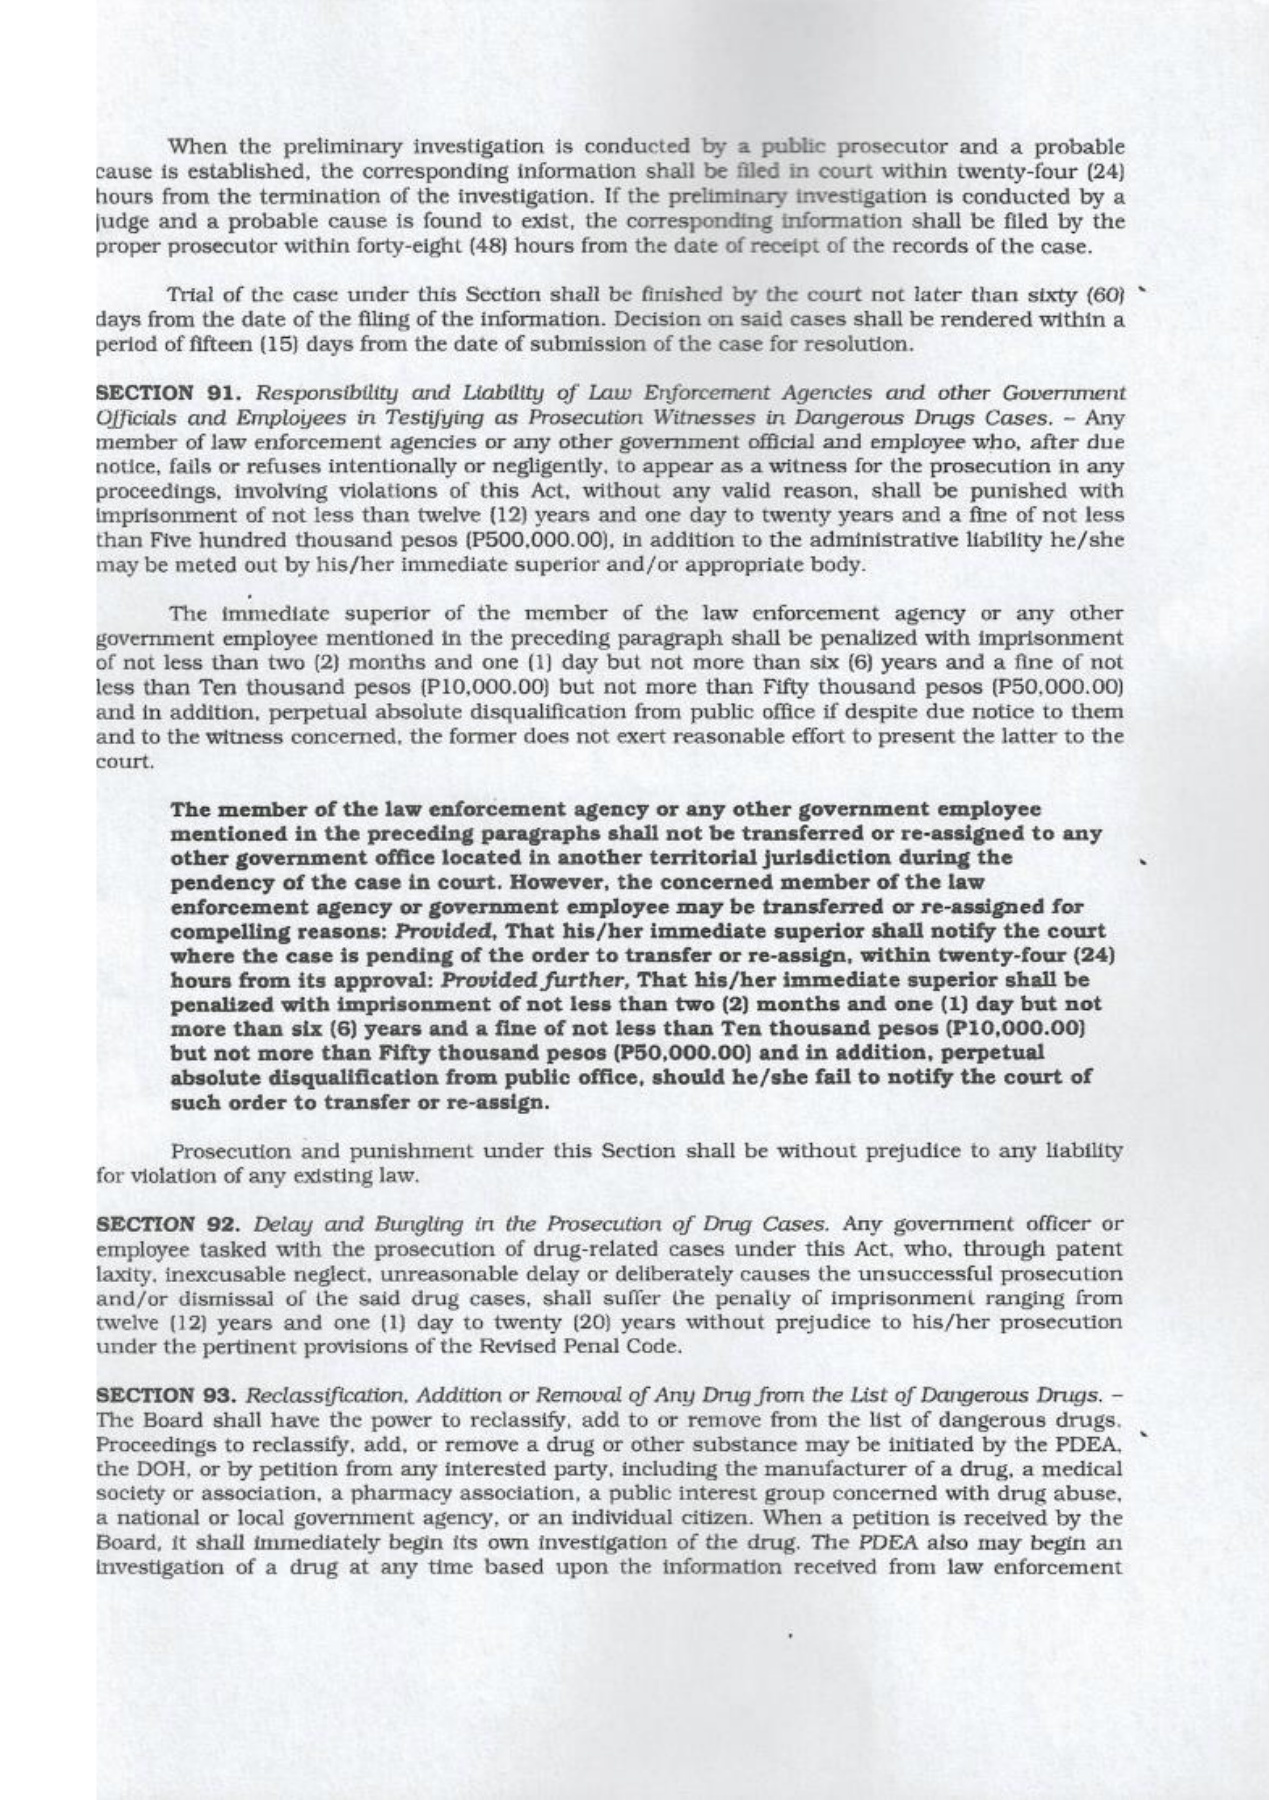 When the preliminary investigation is conducted by a public prosecutor and a probable
cause is established, the corresponding information shall be filed in court within twenty-four (24)
hours from the termination of the investigation. If the preliminary investigation is conducted by a
judge and a probable cause is found to exist, the corresponding information shall be filed by the
proper prosecutor within forty-eight (48) hours from the date of receipt of the records of the case.
Trial of the case under this Section shall be finished by the court not later than sixty (60)
days from the date of the filing of the information. Decision on said cases shall be rendered within a
period of fifteen (15) days from the date of submission of the case for resolution.
SECTION 91. Responsibility and Liability of Law Enforcement Agencies and other Government
Officials and Employees in Testifying as Prosecution Witnesses in Dangerous Drugs Cases. – Any
member of law enforcement agencies or any other government official and employee who, after due
notice, fails or refuses intentionally or negligently, to appear as a witness for the prosecution in any
proceedings, involving violations of this Act, without any valid reason, shall be punished with
imprisonment of not less than twelve (12) years and one day to twenty years and a fine of not less
than Five hundred thousand pesos (P500,000.00), in addition to the administrative liability he/she
may be meted out by his/her immediate superior and/or appropriate body.
The immediate superior of the member of the law enforcement agency or any other
government employee mentioned in the preceding paragraph shall be penalized with imprisonment
of not less than two (2) months and one (1) day but not more than six (6) years and a fine of not
less than Ten thousand pesos (P10,000.00) but not more than Fifty thousand pesos (P50,000.00)
and in addition, perpetual absolute disqualification from public office if despite due notice to them
and to the witness concerned, the former does not exert reasonable effort to present the latter to the
court.
The member of the law enforcement agency or any other government employee
mentioned in the preceding paragraphs shall not be transferred or re-assigned to any
other government office located in another territorial jurisdiction during the
pendency of the case in court. However, the concerned member of the law
enforcement agency or government employee may be transferred or re-assigned for
compelling reasons: Provided, That his/her immediate superior shall notify the court
where the case is pending of the order to transfer or re-assign, within twenty-four (24)
hours from its approval: Provided further, That his/her immediate superior shall be
penalized with imprisonment of not less than two (2) months and one (1) day but not
more than six (6) years and a fine of not less than Ten thousand pesos (P10,000.00)
but not more than Fifty thousand pesos (P50,000.00) and in addition, perpetual
absolute disqualification from public office, should he/she fail to notify the court of
such order to transfer or re-assign.
Prosecution and punishment under this Section shall be without prejudice to any liability
for violation of any existing law.
SECTION 92. Delay and Bungling in the Prosecution of Drug Cases. Any government officer or
employee tasked with the prosecution of drug-related cases under this Act, who, through patent
laxity, inexcusable neglect, unreasonable delay or deliberately causes the unsuccessful prosecution
and/or dismissal of the said drug cases, shall suffer the penalty of imprisonment ranging from
twelve (12) years and one (1) day to twenty (20) years without prejudice to his/her prosecution
under the pertinent provisions of the Revised Penal Code.
SECTION 93. Reclassification, Addition or Removal of Any Drug from the List of Dangerous Drugs. –
The Board shall have the power to reclassify, add to or remove from the list of dangerous drugs.
Proceedings to reclassify, add, or remove a drug or other substance may be initiated by the PDEA,
the DOH, or by petition from any interested party, including the manufacturer of a drug, a medical
society or association, a pharmacy association, a public interest group concerned with drug abuse,
a national or local government agency, or an individual citizen. When a petition is received by the
Board, it shall immediately begin its own investigation of the drug. The PDEA also may begin an
investigation of a drug at any time based upon the information received from law enforcement